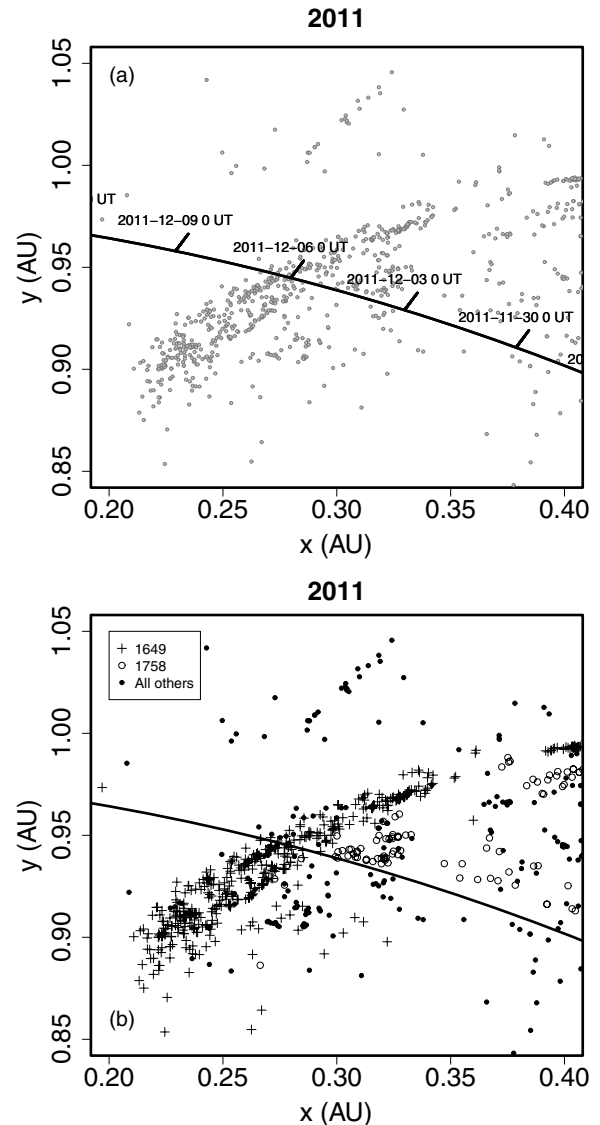 2011
(a)
1.05
1.00
0.95
0.90
0.85
y (AU)
UT
2011−12−09 0 UT
2011−12−06 0 UT
2011−12−03 0 UT
2011−11−30 0 UT
20
0.20 0.25 0.30 0.35 0.40
x (AU)
2011
1649
1758
All others
1.05
1.00
0.95
0.90
0.85
y (AU)
(b)
0.20 0.25 0.30 0.35 0.40
x (AU)